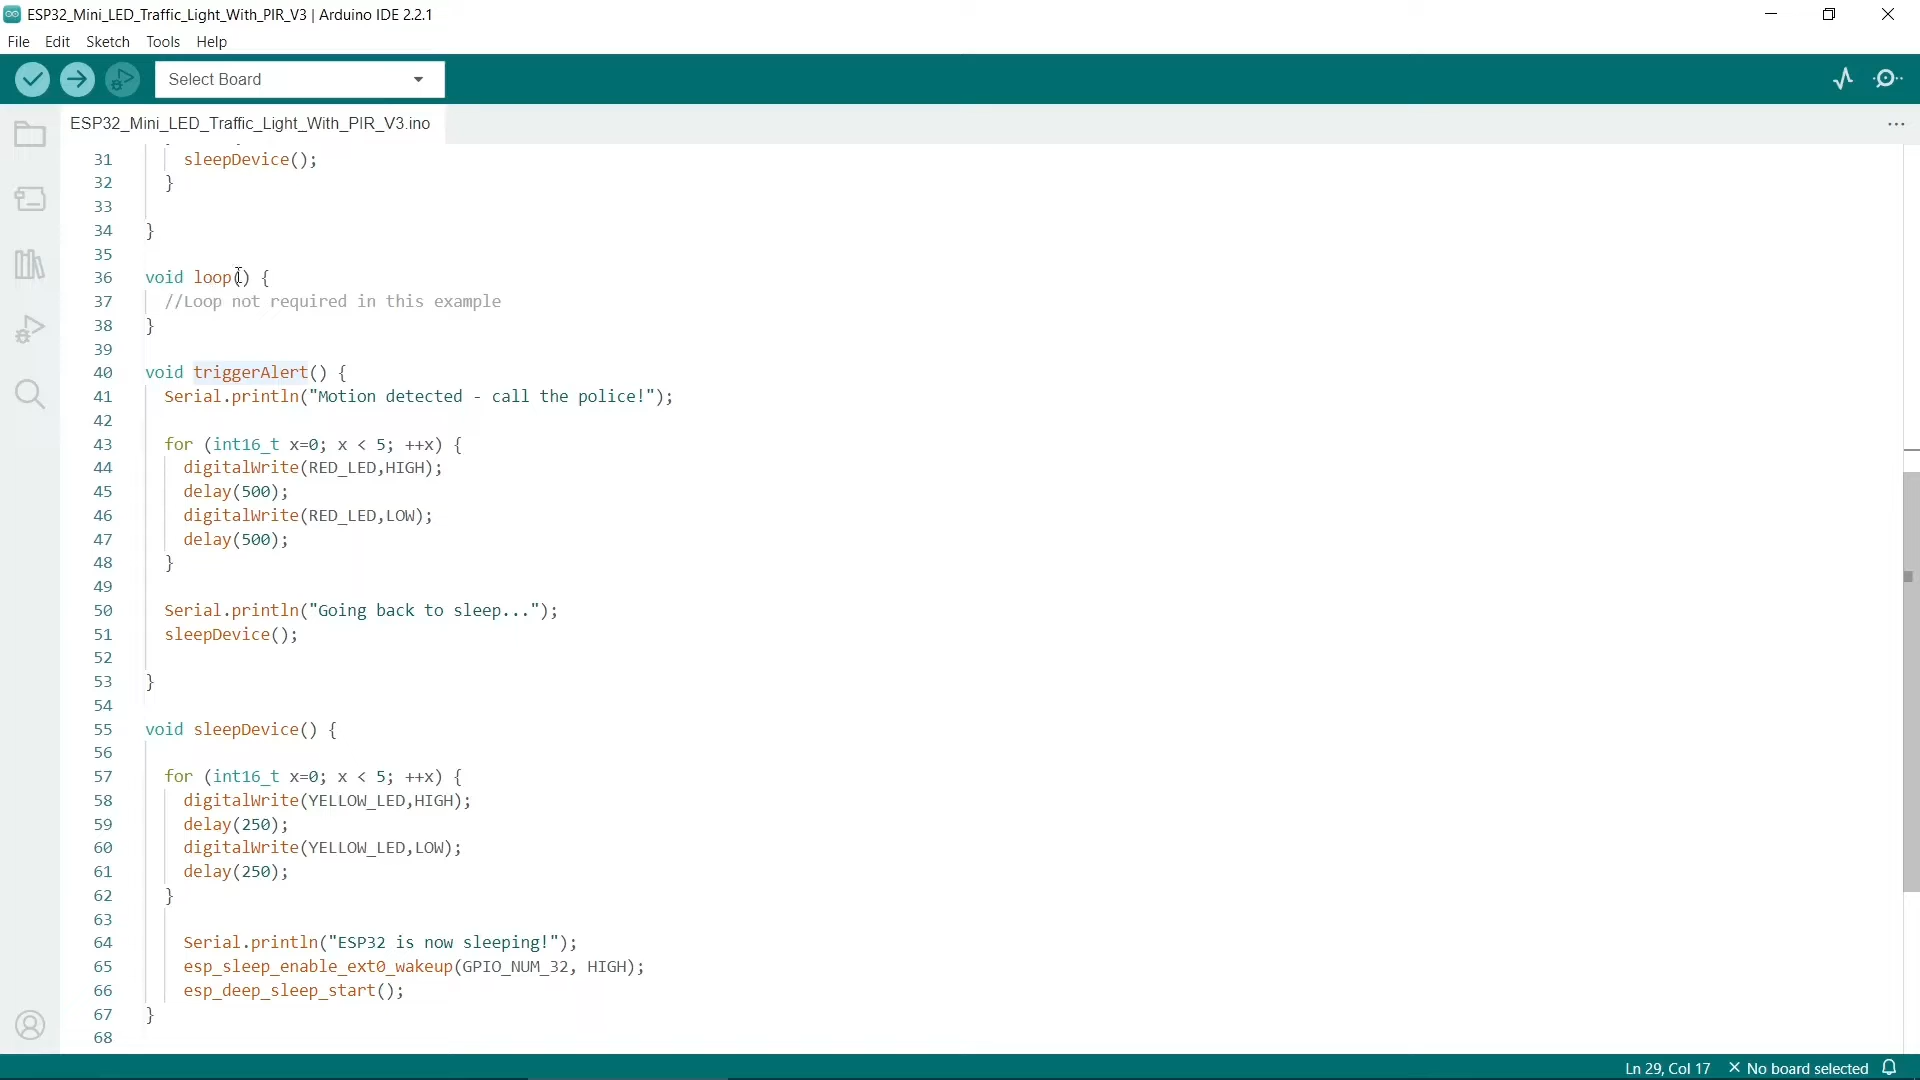 ESP32_Mini_LED_Traffic_Light_With_PIR_V3 | Arduino IDE 2.2.1
File Edit Sketch Tools Help
Select Board
ESP32_Mini_LED_Traffic_Light_With_PIR_V3.ino
31 sleepDevice();
32 }
33
34 }
35
36 void loop() {
37 //Loop not required in this example
38 }
39
40 void triggerAlert() {
41 Serial.println("Motion detected - call the police!");
42
43 for (int16_t x=0; x < 5; ++x) {
44 digitalWrite(RED_LED,HIGH);
45 delay(500);
46 digitalWrite(RED_LED,LOW);
47 delay(500);
48 }
49
50 Serial.println("Going back to sleep...");
51 sleepDevice();
52
53 }
54
55 void sleepDevice() {
56
57 for (int16_t x=0; x < 5; ++x) {
58 digitalWrite(YELLOW_LED,HIGH);
59 delay(250);
60 digitalWrite(YELLOW_LED,LOW);
61 delay(250);
62 }
63
64 Serial.println("ESP32 is now sleeping!");
65 esp_sleep_enable_ext0_wakeup(GPIO_NUM_32, HIGH);
66 esp_deep_sleep_start();
67 }
68
Ln 29, Col 17 No board selected